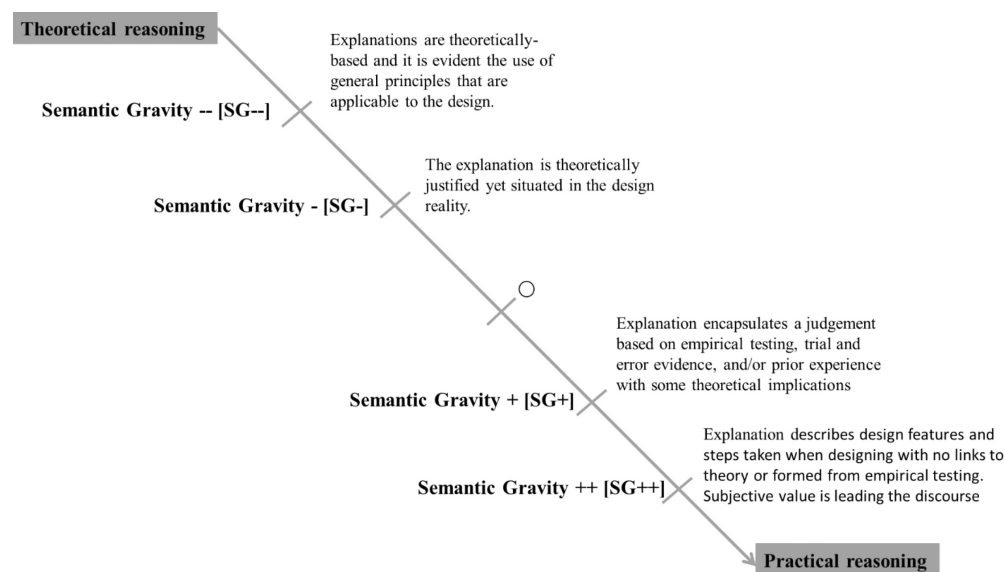 Theoretical reasoning
Explanations are theoretically-
based and it is evident the use of
general principles that are
applicable to the design.
Semantic Gravity -- [SG--]
The explanation is theoretically
justified yet situated in the design
reality.
Semantic Gravity - [SG-]
Explanation encapsulates a judgement
based on empirical testing, trial and
error evidence, and/or prior experience
with some theoretical implications
Semantic Gravity + [SG+]
Explanation describes design features and
steps taken when designing with no links to
theory or formed from empirical testing.
Subjective value is leading the discourse
Semantic Gravity ++ [SG++]
Practical reasoning